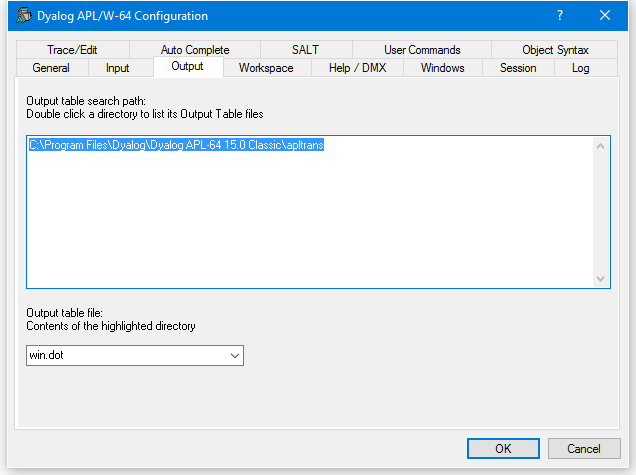 Dyalog APL/W-64 Configuration ?
Trace/Edit Auto Complete SALT User Commands Object Syntax
General Input Output Workspace Help / DMX Windows Session Log
Output table search path:
Double click a directory to list its Output Table files
C:\Program Files\Dyalog\Dyalog APL-64 15.0 Classic\apltrans
Output table file:
Contents of the highlighted directory
win.dot
OK Cancel